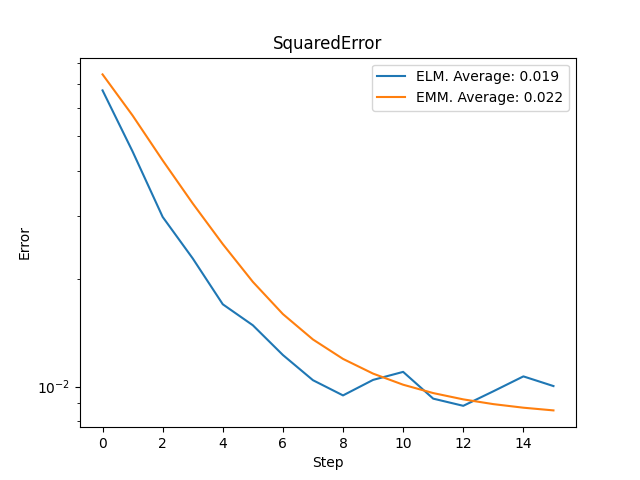 SquaredError
ELM. Average: 0.019
EMM. Average: 0.022
Error
10⁻²
0 2 4 6 8 10 12 14
Step